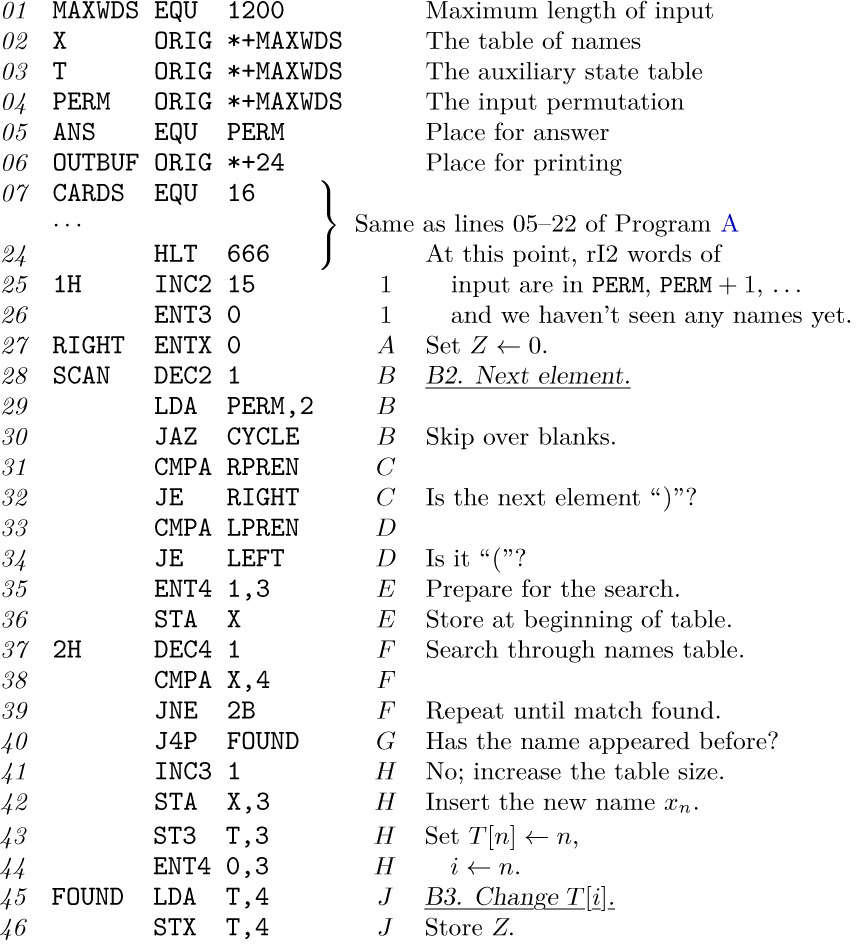 01 MAXWDS EQU 1200 Maximum length of input
02 X ORIG *+MAXWDS The table of names
03 T ORIG *+MAXWDS The auxiliary state table
04 PERM ORIG *+MAXWDS The input permutation
05 ANS EQU PERM Place for answer
06 OUTBUF ORIG *+24 Place for printing
07 CARDS EQU 16
··· Same as lines 05–22 of Program A
24 HLT 666 At this point, rI2 words of
25 1H INC2 15 1 input are in PERM, PERM + 1, ...
26 ENT3 0 1 and we haven't seen any names yet.
27 RIGHT ENTX 0 A Set Z ← 0.
28 SCAN DEC2 1 B B2. Next element.
29 LDA PERM,2 B
30 JAZ CYCLE B Skip over blanks.
31 CMPA RPREN C
32 JE RIGHT C Is the next element “)”?
33 CMPA LPREN D
34 JE LEFT D Is it “(”?
35 ENT4 1,3 E Prepare for the search.
36 STA X E Store at beginning of table.
37 2H DEC4 1 F Search through names table.
38 CMPA X,4 F
39 JNE 2B F Repeat until match found.
40 J4P FOUND G Has the name appeared before?
41 INC3 1 H No; increase the table size.
42 STA X,3 H Insert the new name xₙ.
43 ST3 T,3 H Set T[n] ← n,
44 ENT4 0,3 H i ← n.
45 FOUND LDA T,4 J B3. Change T[i].
46 STX T,4 J Store Z.